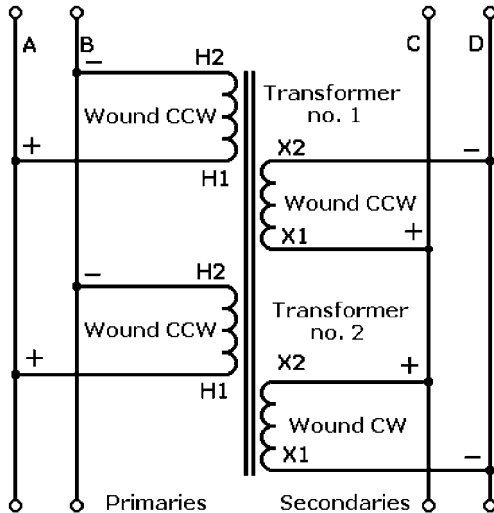 A B C D
− H2
Wound CCW
Transformer
no. 1
+ H1
X2 −
Wound CCW
X1 +
− H2
Wound CCW
Transformer
no. 2
+ H1
X2 +
Wound CW
X1 −
Primaries Secondaries